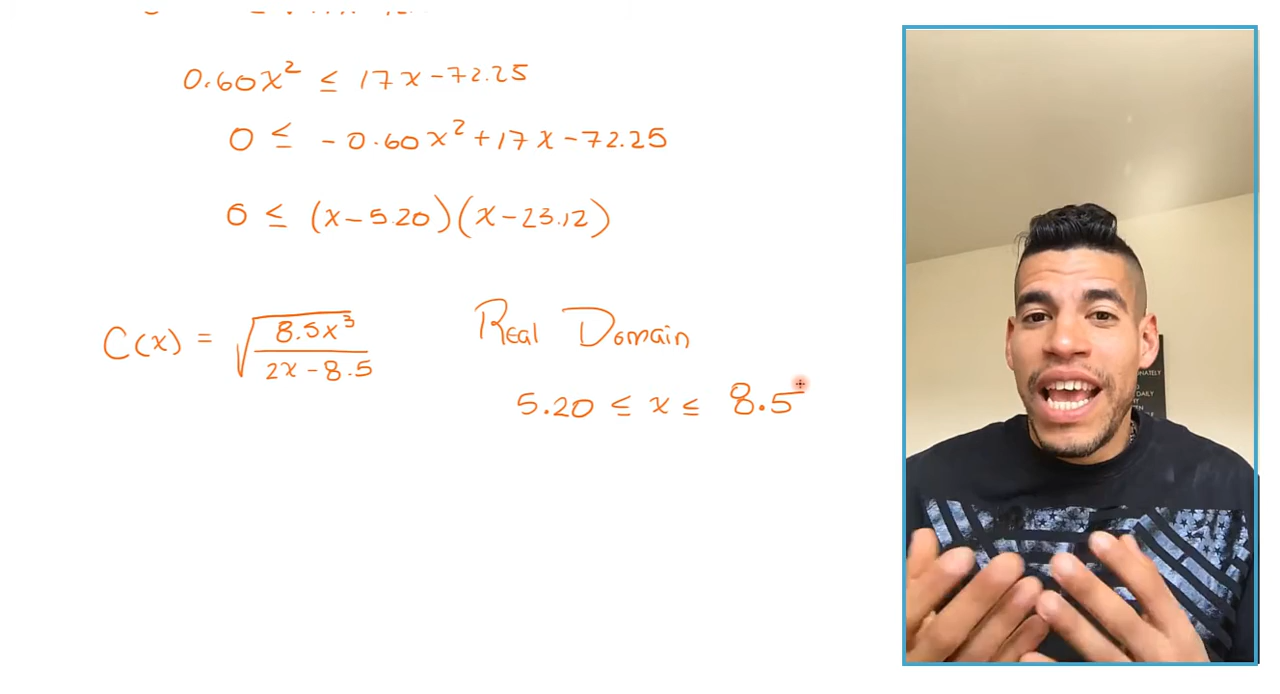 0.60x² ≤ 17x - 72.25
0 ≤ - 0.60x² + 17x - 72.25
0 ≤ (x - 5.20)(x - 23.12)
C(x) = √(8.5x³ / (2x - 8.5))
Real Domain
5.20 ≤ x ≤ 8.5
DAILY